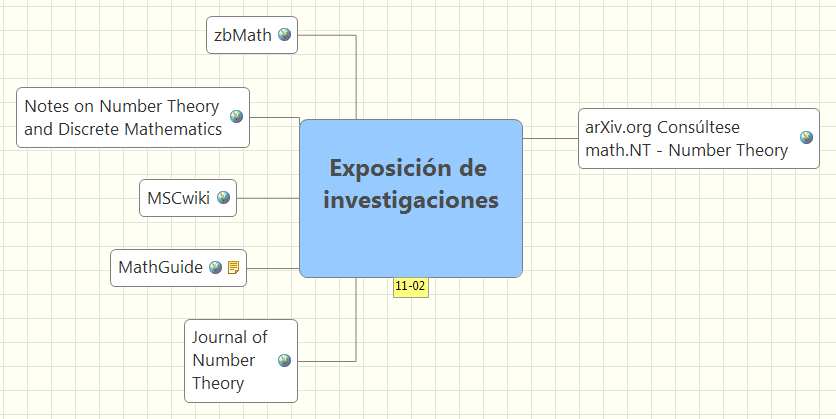 zbMath
Notes on Number Theory
and Discrete Mathematics
MSCwiki
MathGuide
Journal of
Number
Theory
Exposición de
investigaciones
11-02
arXiv.org Consúltese
math.NT - Number Theory